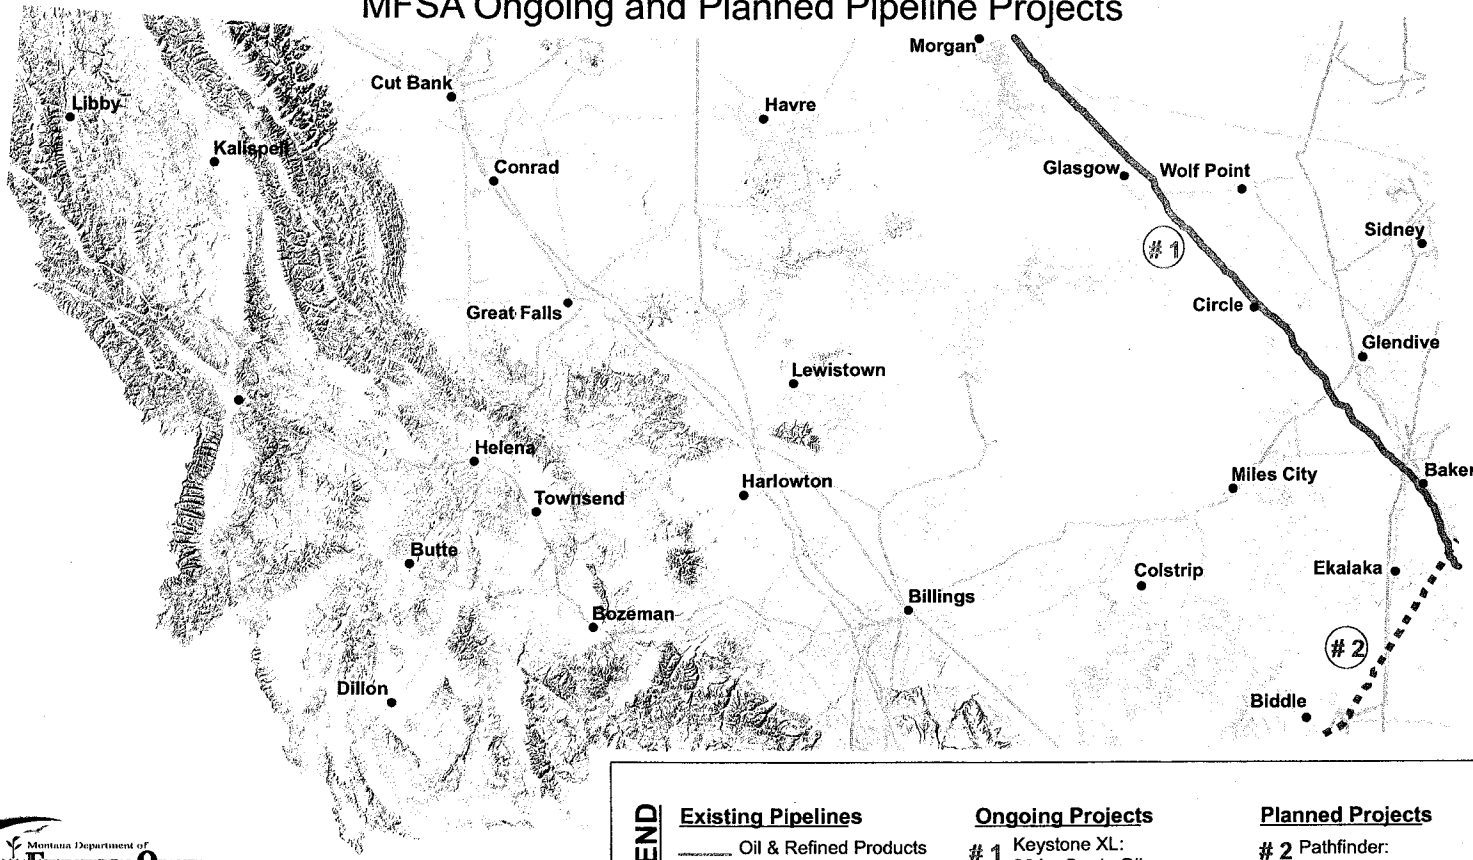 MFSA Ongoing and Planned Pipeline Projects
Morgan
Cut Bank
Libby
Havre
Kalispell
Conrad
Glasgow
Wolf Point
Sidney
# 1
Circle
Great Falls
Glendive
Lewistown
Helena
Baker
Miles City
Harlowton
Townsend
Butte
Colstrip
Ekalaka
Billings
Bozeman
# 2
Dillon
Biddle
END
Existing Pipelines
Oil & Refined Products
Ongoing Projects
# 1 Keystone XL:
Planned Projects
# 2 Pathfinder:
Montana Department of